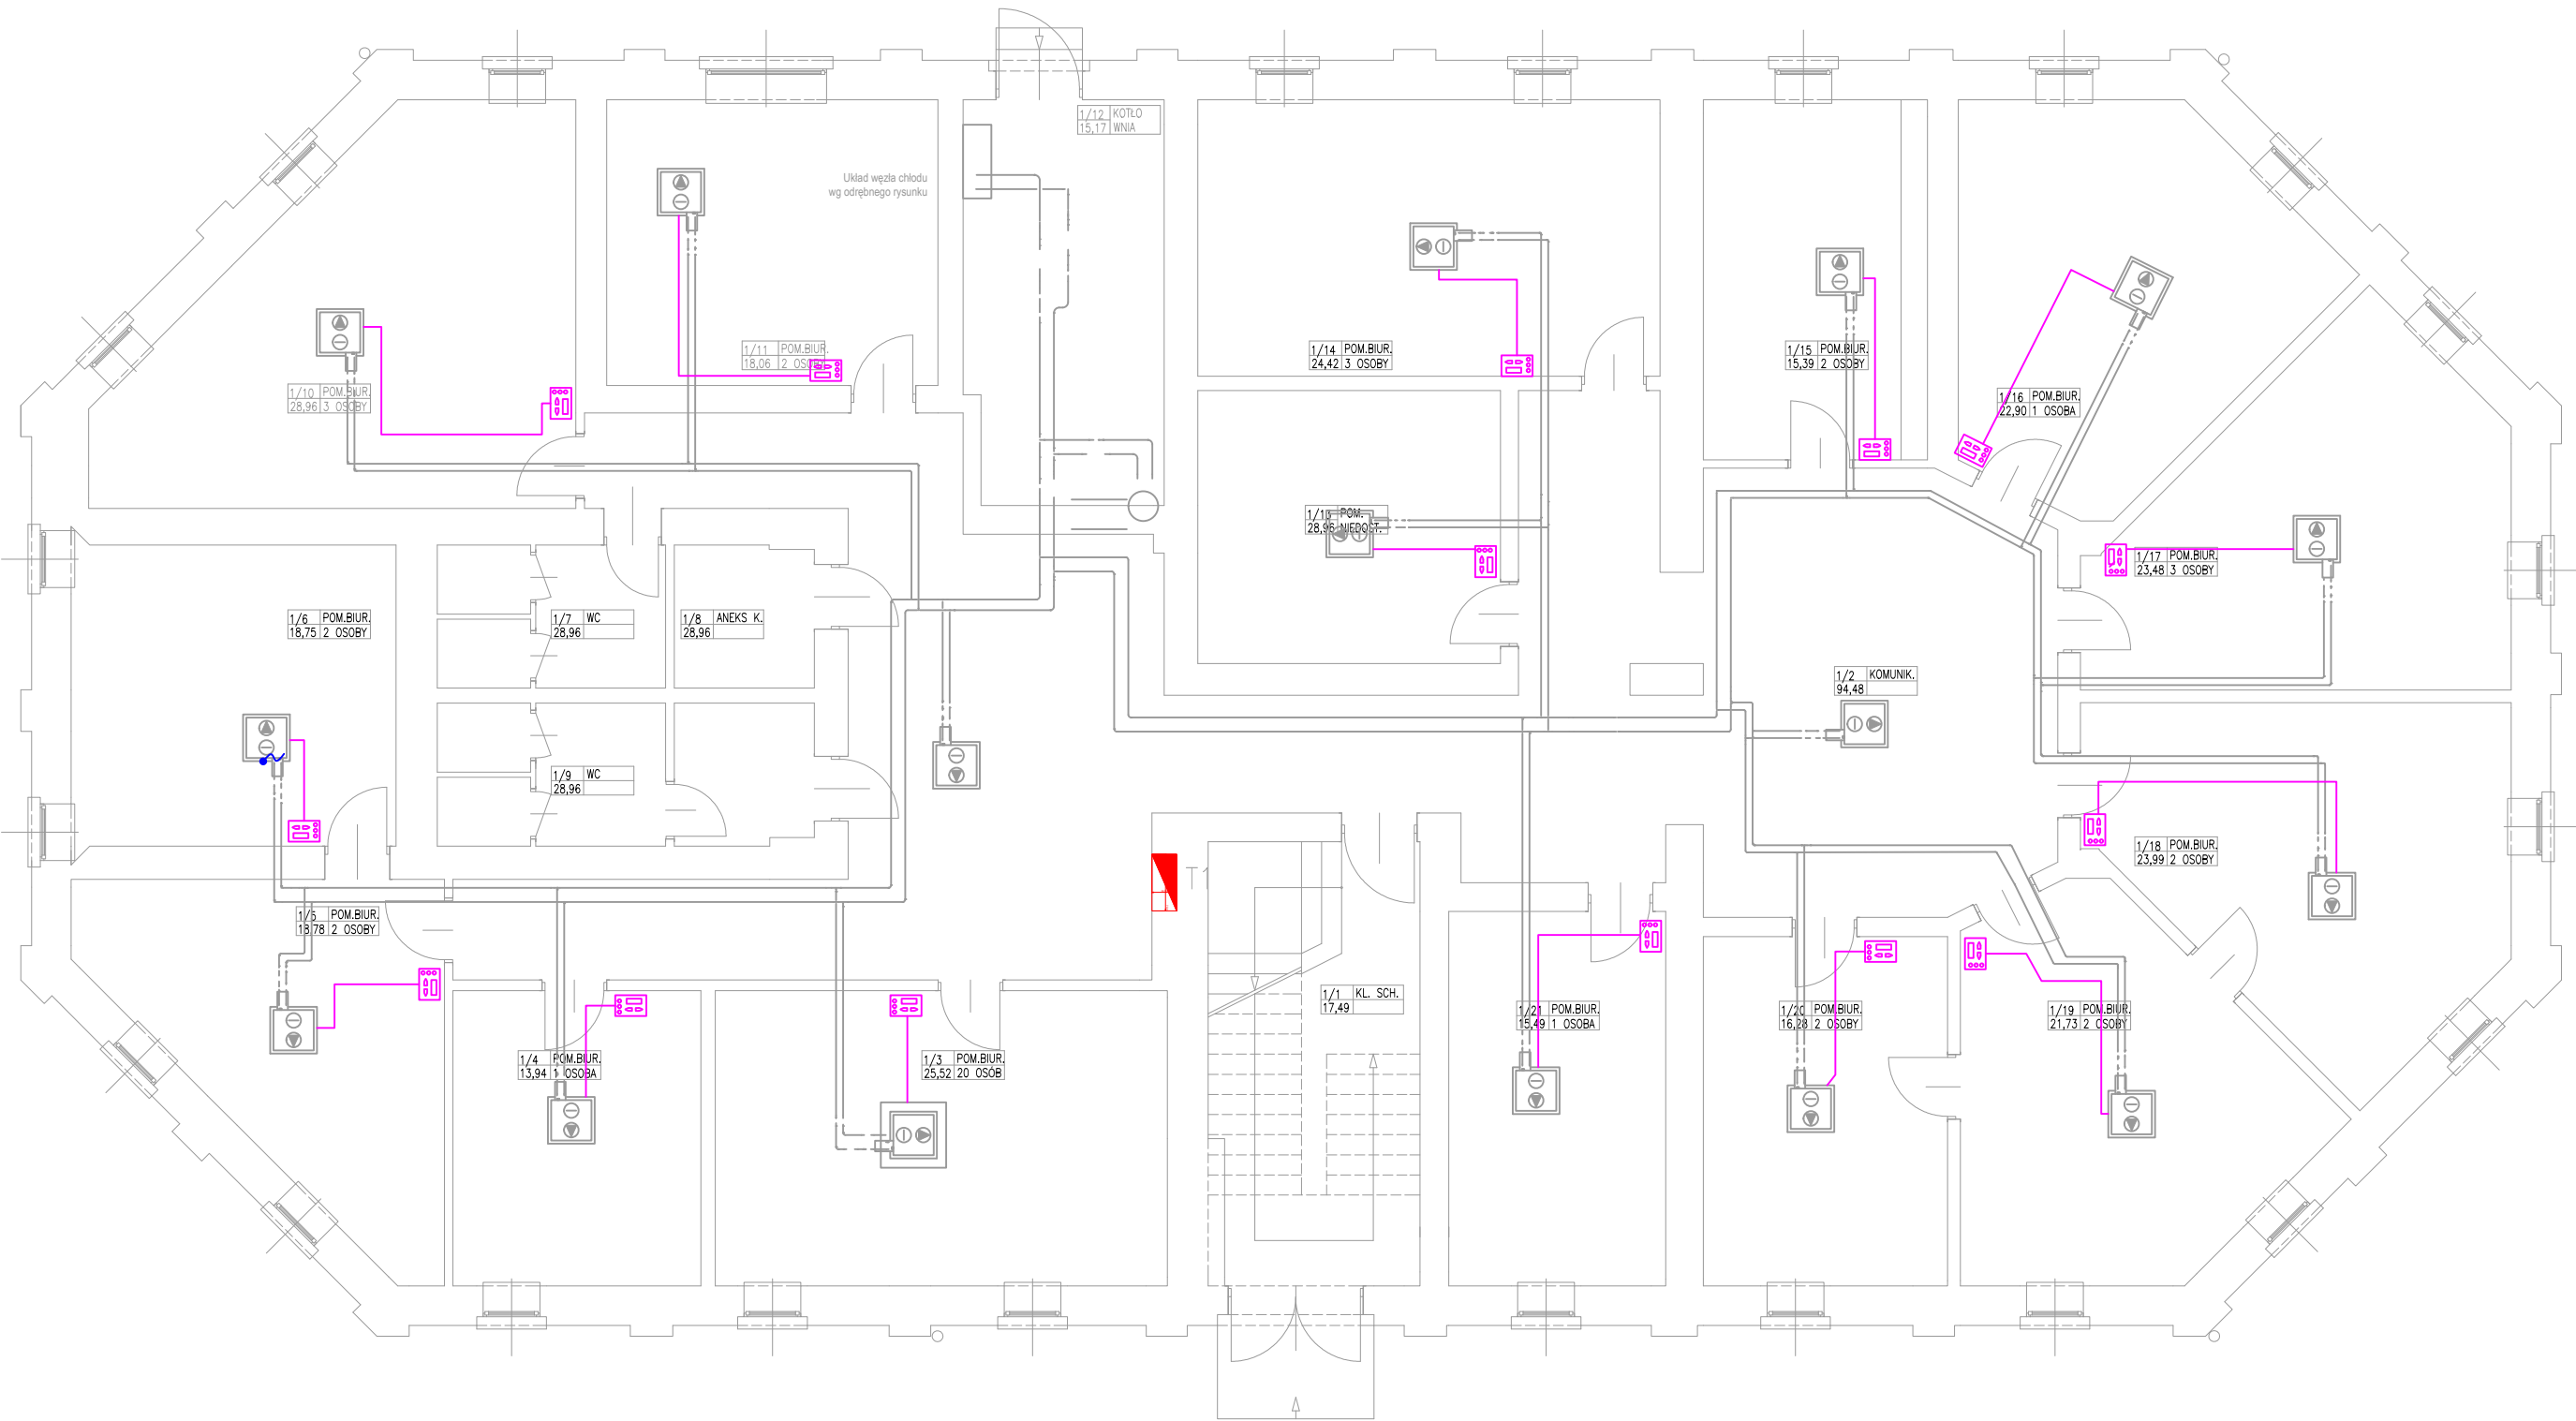 1/12 KOTŁO
15,17 WNIA
Układ węzła chłodu
wg odrębnego rysunku
1/11 POM.BIUR.
18,06 2 OSOBY
1/14 POM.BIUR.
24,42 3 OSOBY
1/15 POM.BIUR.
15,39 2 OSOBY
1/10 POM.BIUR.
28,96 3 OSOBY
1/16 POM.BIUR.
22,90 1 OSOBA
1/13 POM.
28,96 NIEDOST.
1/17 POM.BIUR.
23,48 3 OSOBY
1/6 POM.BIUR.
18,75 2 OSOBY
1/7 WC
28,96
1/8 ANEKS K.
28,96
1/2 KOMUNIK.
94,48
1/9 WC
28,96
1/18 POM.BIUR.
23,99 2 OSOBY
1/5 POM.BIUR.
18,78 2 OSOBY
1/1 KL. SCH.
17,49
1/21 POM.BIUR.
15,49 1 OSOBA
1/20 POM.BIUR.
16,28 2 OSOBY
1/19 POM.BIUR.
21,73 2 OSOBY
1/4 POM.BIUR.
13,94 1 OSOBA
1/3 POM.BIUR.
25,52 20 OSÓB